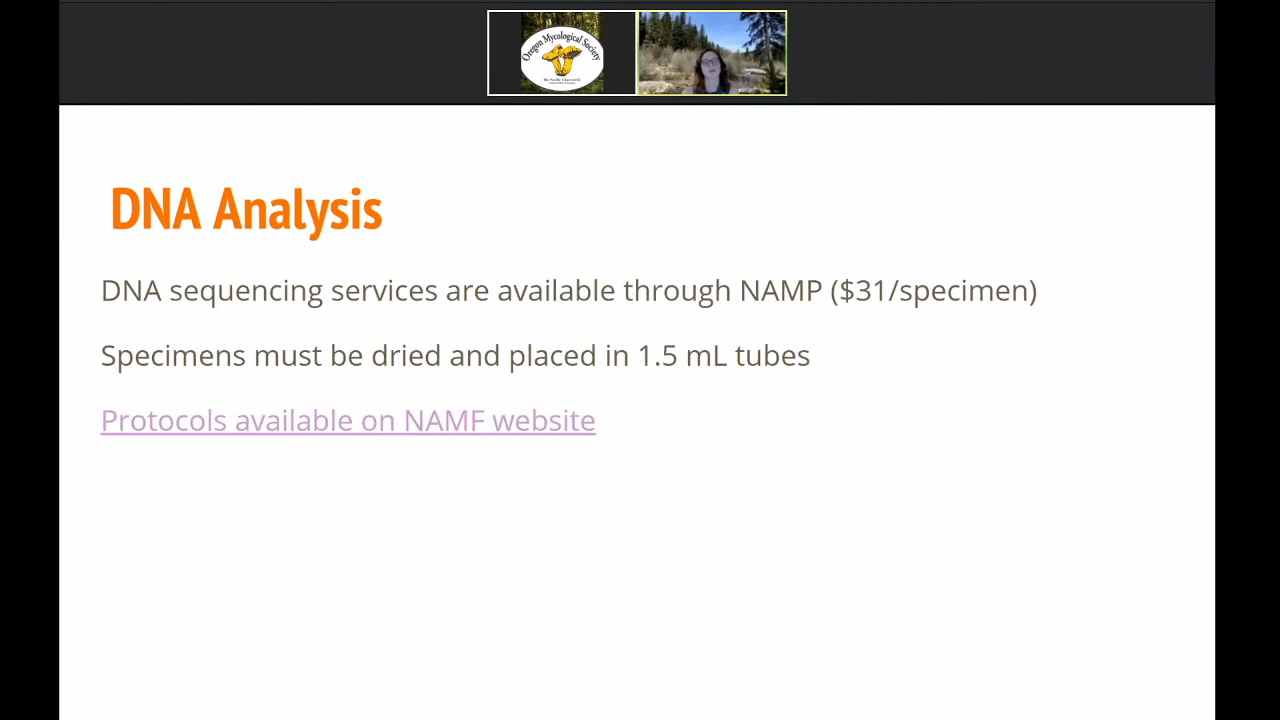 Oregon Mycological Society
DNA Analysis
DNA sequencing services are available through NAMP ($31/specimen)
Specimens must be dried and placed in 1.5 mL tubes
Protocols available on NAMF website